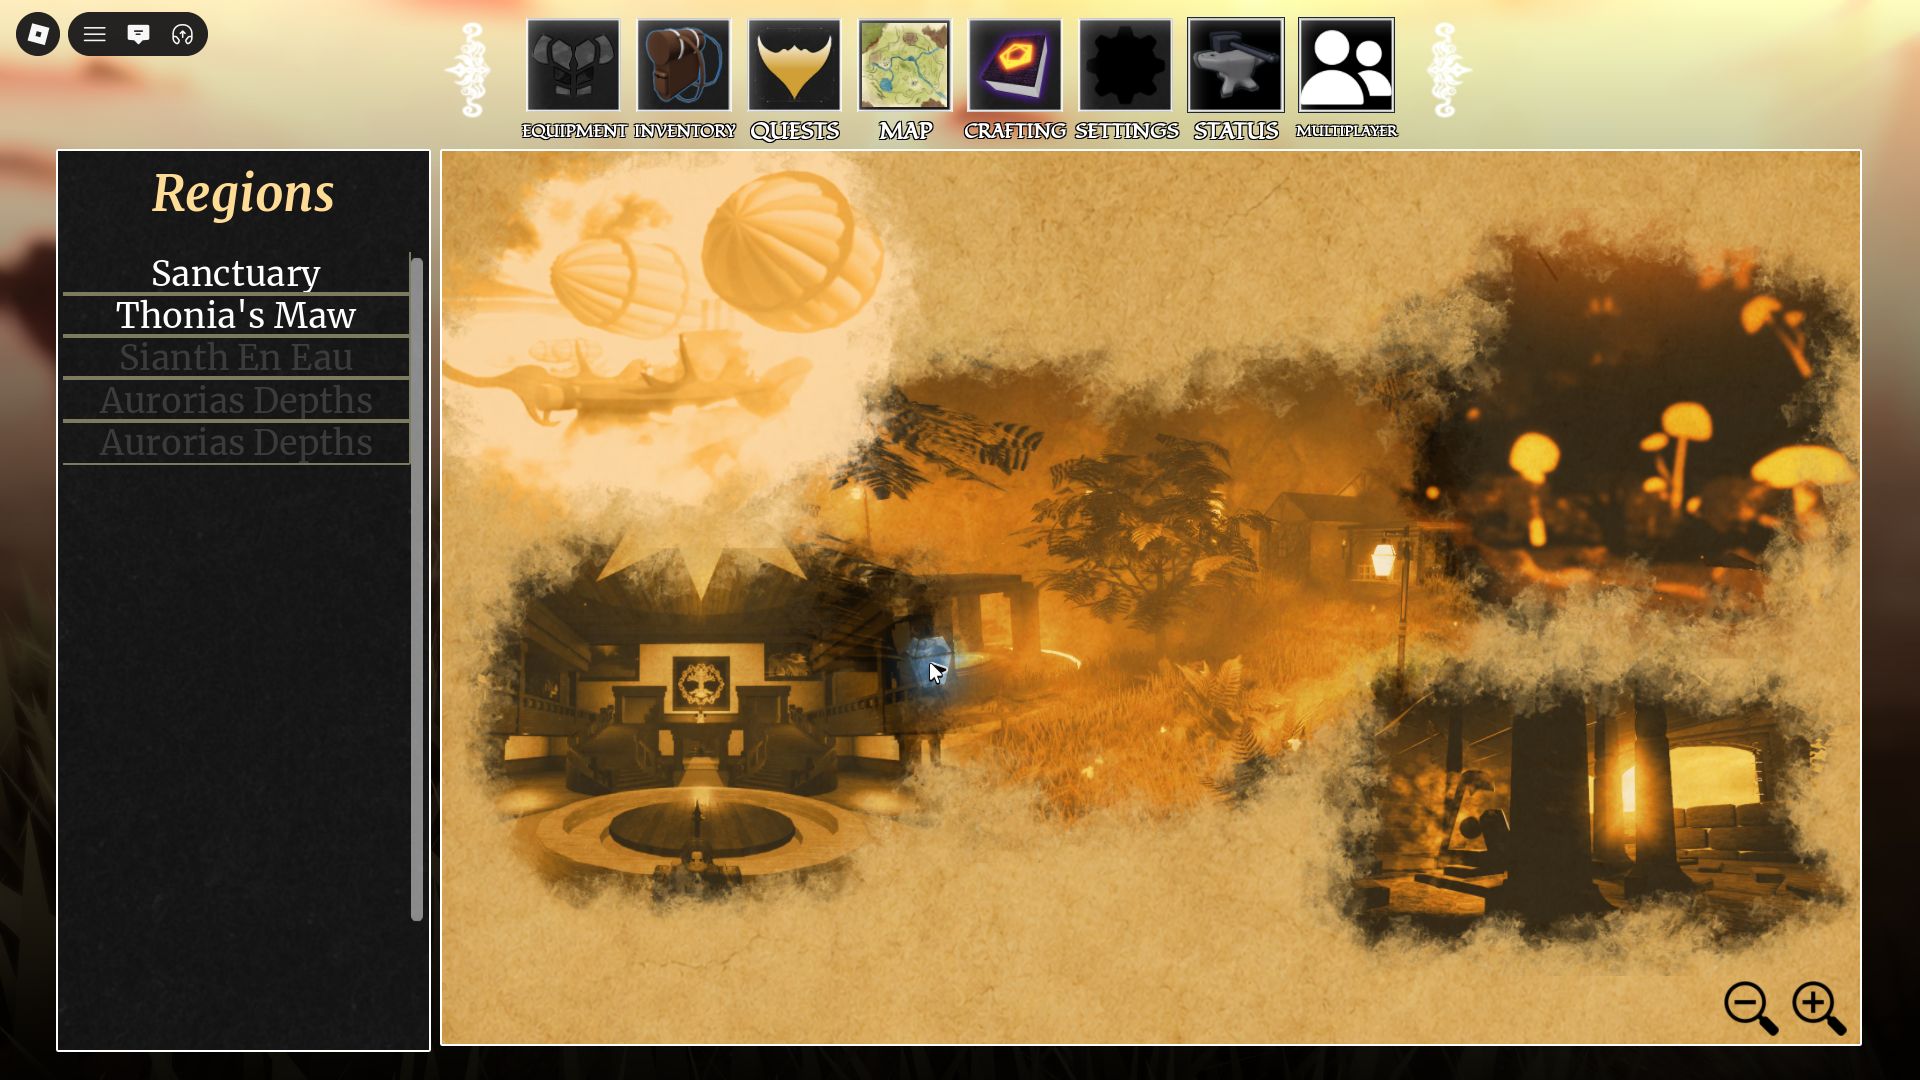 EQUIPMENT INVENTORY QUESTS MAP CRAFTING SETTINGS STATUS MULTIPLAYER
Regions
Sanctuary
Thonia's Maw
Sianth En Eau
Aurorias Depths
Aurorias Depths